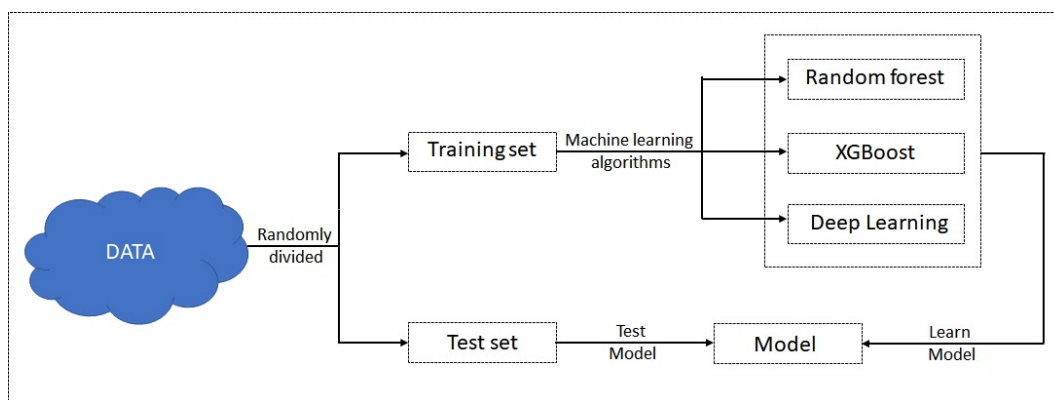 Random forest
Training set
Machine learning
algorithms
XGBoost
Deep Learning
DATA
Randomly
divided
Test set
Test
Model
Model
Learn
Model